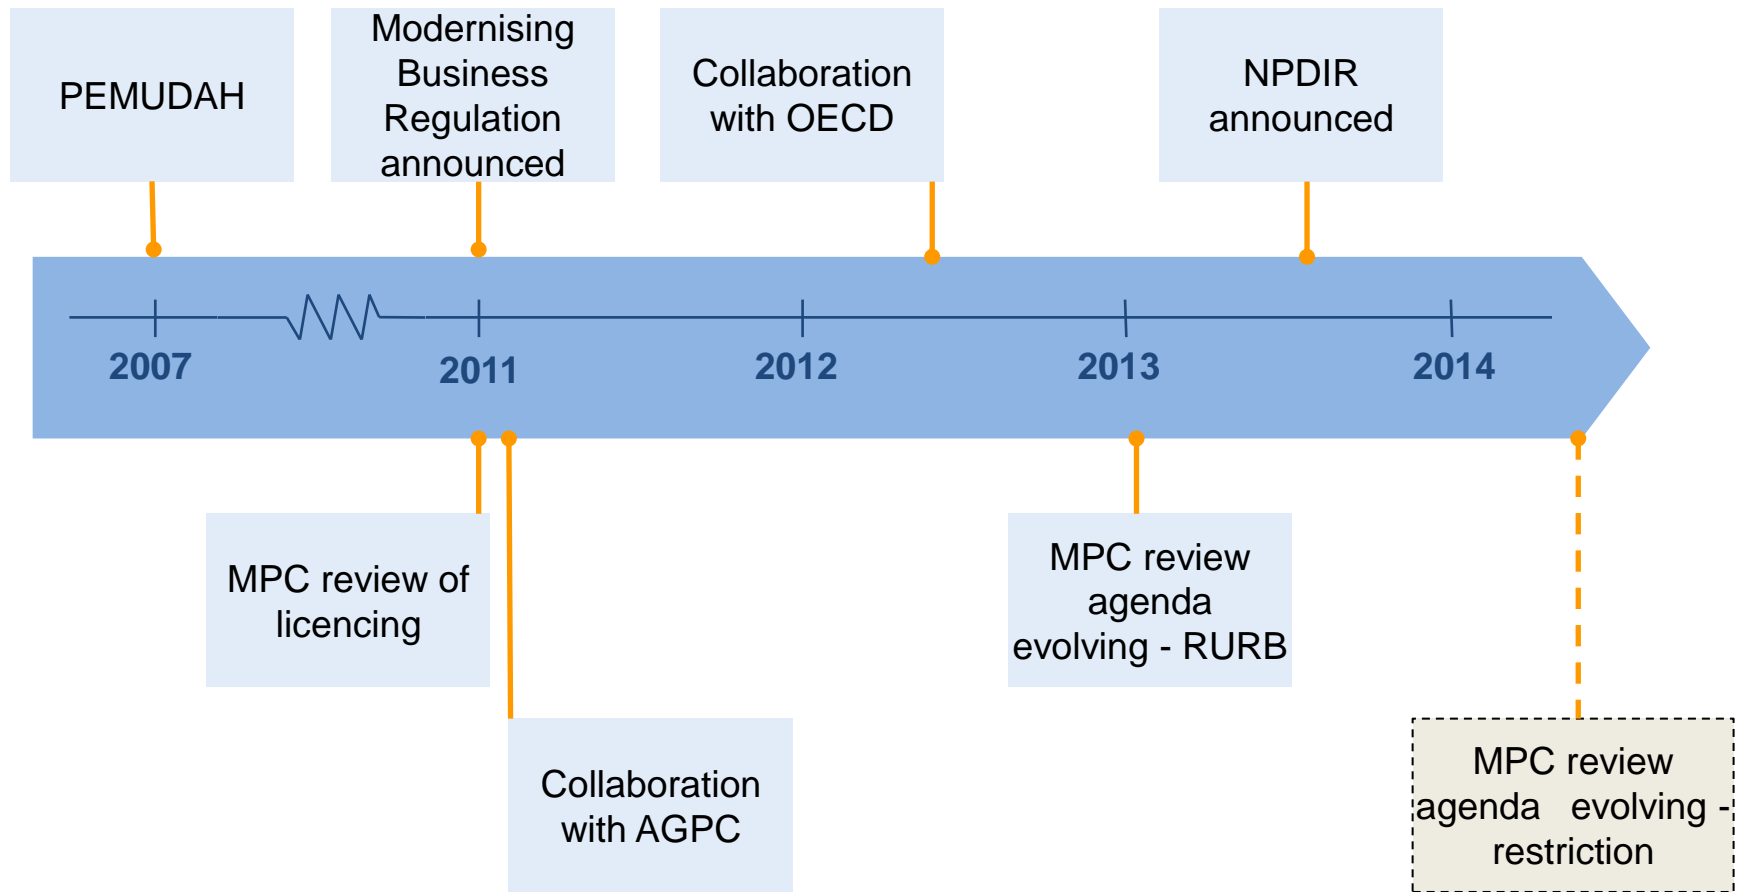 PEMUDAH
Modernising
Business
Regulation
announced
Collaboration
with OECD
NPDIR
announced
2007
2011
2012
2013
2014
MPC review of
licencing
MPC review
agenda
evolving - RURB
Collaboration
with AGPC
MPC review
agenda evolving -
restriction